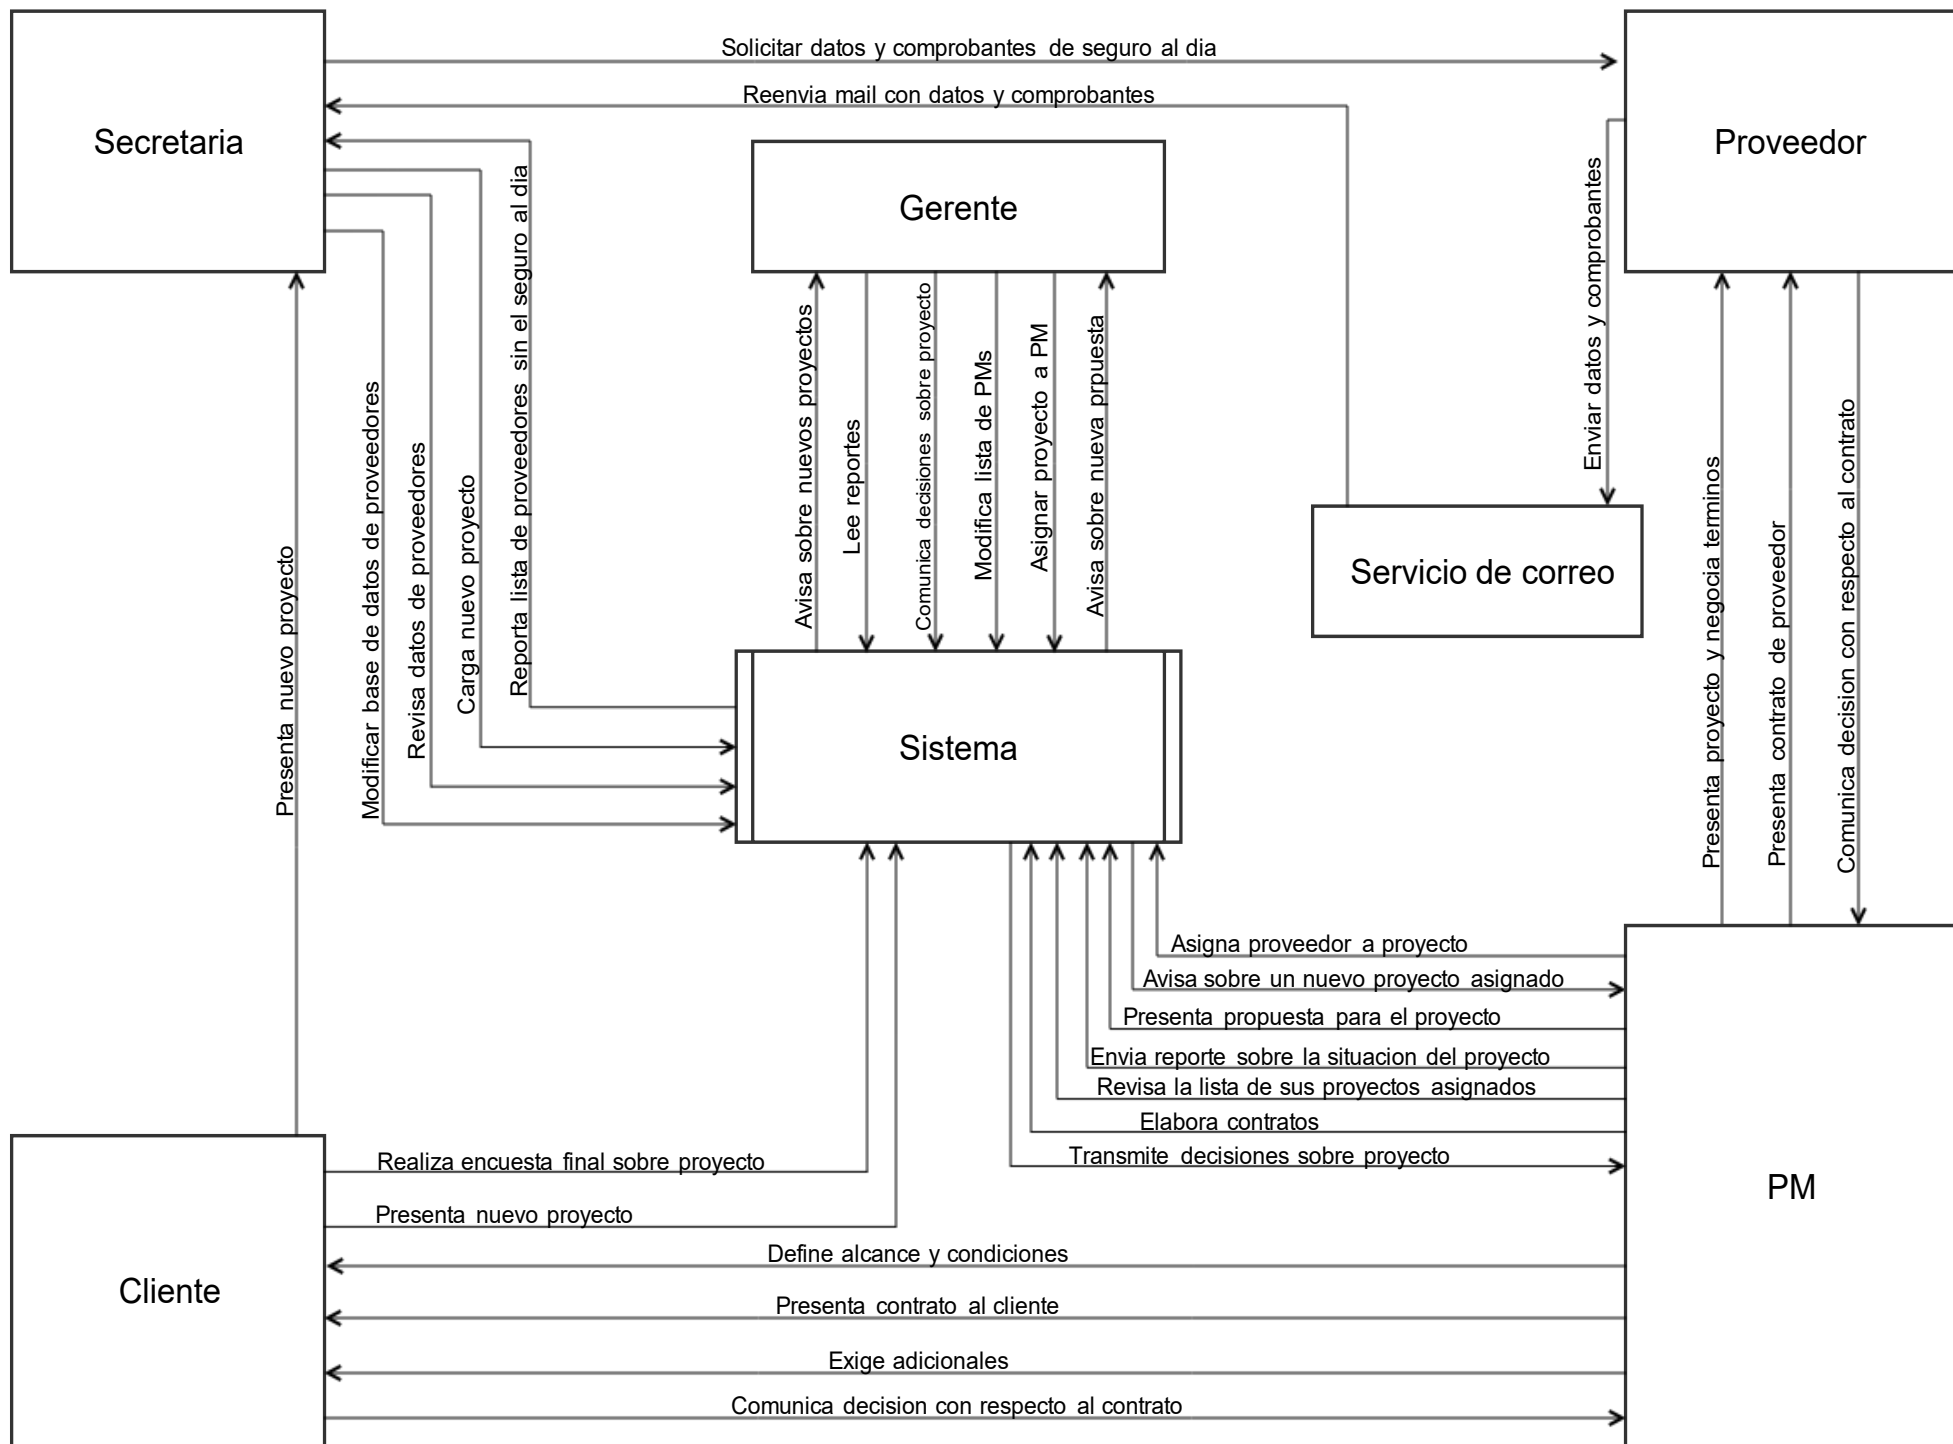 Solicitar datos y comprobantes de seguro al dia
Reenvia mail con datos y comprobantes
Secretaria
Proveedor
Gerente
Enviar datos y comprobantes
Servicio de correo
Presenta nuevo proyecto
Modificar base de datos de proveedores
Revisa datos de proveedores
Carga nuevo proyecto
Reporta lista de proveedores sin el seguro al dia
Avisa sobre nuevos proyectos
Lee reportes
Comunica decisiones sobre proyecto
Modifica lista de PMs
Asignar proyecto a PM
Avisa sobre nueva prpuesta
Presenta proyecto y negocia terminos
Presenta contrato de proveedor
Comunica decision con respecto al contrato
Sistema
Asigna proveedor a proyecto
Avisa sobre un nuevo proyecto asignado
Presenta propuesta para el proyecto
Envia reporte sobre la situacion del proyecto
Revisa la lista de sus proyectos asignados
Elabora contratos
Transmite decisiones sobre proyecto
PM
Realiza encuesta final sobre proyecto
Presenta nuevo proyecto
Cliente
Define alcance y condiciones
Presenta contrato al cliente
Exige adicionales
Comunica decision con respecto al contrato